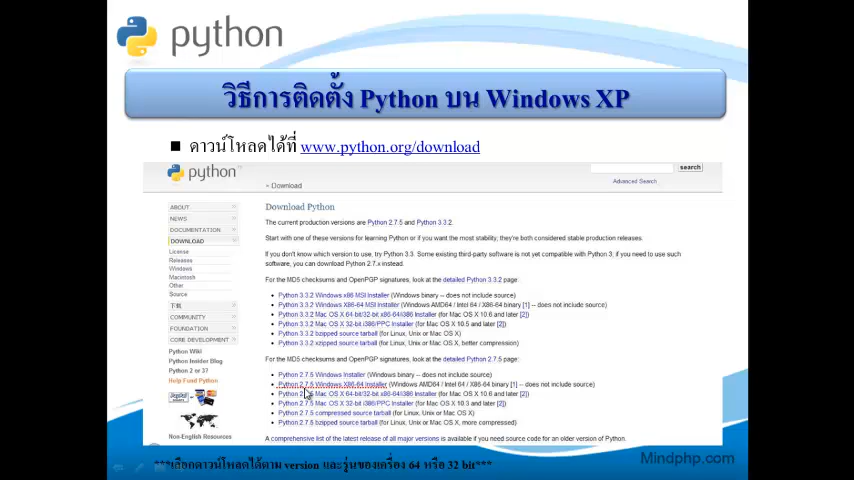 python
วิธีการติดตั้ง Python บน Windows XP
■ ดาวน์โหลดได้ที่ www.python.org/download
python
search
Advanced Search
» Download
ABOUT
NEWS
DOCUMENTATION
DOWNLOAD
License
Releases
Windows
Macintosh
Other
Source
下載
COMMUNITY
FOUNDATION
CORE DEVELOPMENT
Python Wiki
Python Insider Blog
Python 2 or 3?
Help Fund Python
Non-English Resources
Download Python
The current production versions are Python 2.7.5 and Python 3.3.2.
Start with one of these versions for learning Python or if you want the most stability; they're both considered stable production releases.
If you don't know which version to use, try Python 3.3. Some existing third-party software is not yet compatible with Python 3; if you need to use such
software, you can download Python 2.7.x instead.
For the MD5 checksums and OpenPGP signatures, look at the detailed Python 3.3.2 page:
• Python 3.3.2 Windows x86 MSI Installer (Windows binary -- does not include source)
• Python 3.3.2 Windows X86-64 MSI Installer (Windows AMD64 / Intel 64 / X86-64 binary [1] -- does not include source)
• Python 3.3.2 Mac OS X 64-bit/32-bit x86-64/i386 Installer (for Mac OS X 10.6 and later [2])
• Python 3.3.2 Mac OS X 32-bit i386/PPC Installer (for Mac OS X 10.5 and later [2])
• Python 3.3.2 bzipped source tarball (for Linux, Unix or Mac OS X)
• Python 3.3.2 xzipped source tarball (for Linux, Unix or Mac OS X, better compression)
For the MD5 checksums and OpenPGP signatures, look at the detailed Python 2.7.5 page:
• Python 2.7.5 Windows Installer (Windows binary -- does not include source)
• Python 2.7.5 Windows X86-64 Installer (Windows AMD64 / Intel 64 / X86-64 binary [1] -- does not include source)
• Python 2.7.5 Mac OS X 64-bit/32-bit x86-64/i386 Installer (for Mac OS X 10.6 and later [2])
• Python 2.7.5 Mac OS X 32-bit i386/PPC Installer (for Mac OS X 10.3 and later [2])
• Python 2.7.5 compressed source tarball (for Linux, Unix or Mac OS X)
• Python 2.7.5 bzipped source tarball (for Linux, Unix or Mac OS X, more compressed)
A comprehensive list of the latest release of all major versions is available if you need source code for an older version of Python.
***เลือกดาวน์โหลดได้ตาม version และรุ่นของเครื่อง 64 หรือ 32 bit***
Mindphp.com